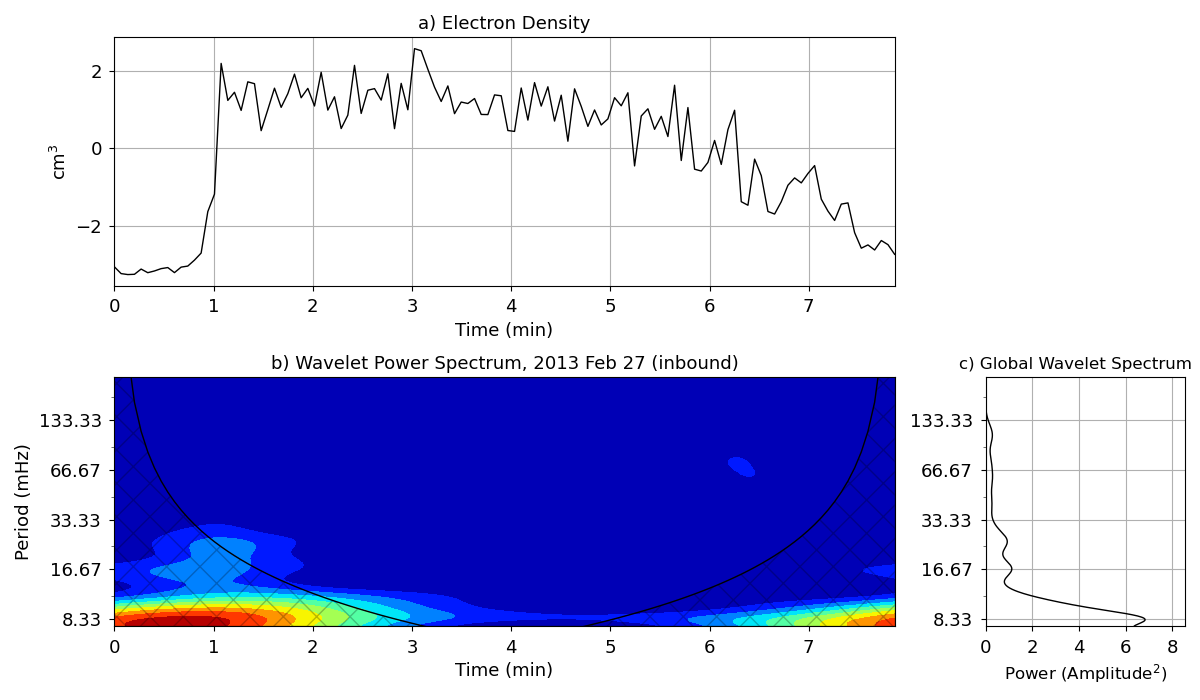 a) Electron Density
2
0
−2
cm³
0 1 2 3 4 5 6 7
Time (min)
b) Wavelet Power Spectrum, 2013 Feb 27 (inbound)
133.33
66.67
33.33
16.67
8.33
Period (mHz)
0 1 2 3 4 5 6 7
Time (min)
c) Global Wavelet Spectrum
133.33
66.67
33.33
16.67
8.33
0 2 4 6 8
Power (Amplitude²)